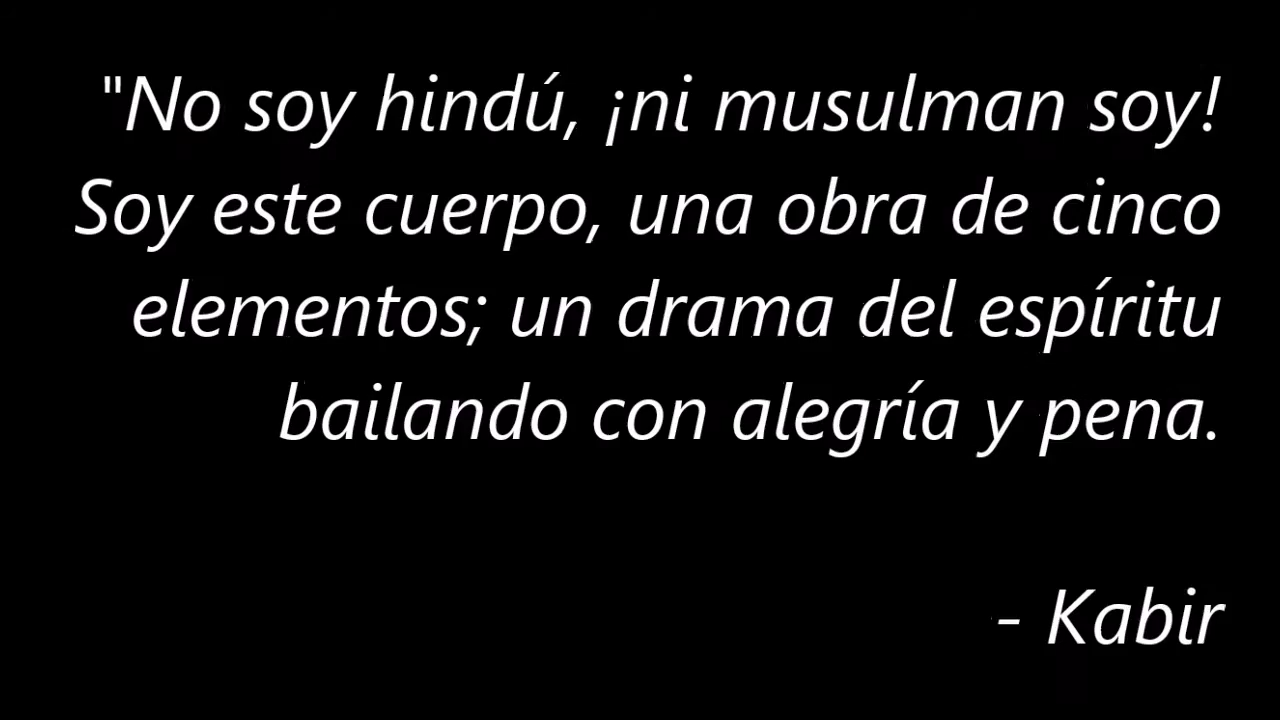 "No soy hindú, ¡ni musulman soy!
Soy este cuerpo, una obra de cinco
elementos; un drama del espíritu
bailando con alegría y pena.
- Kabir